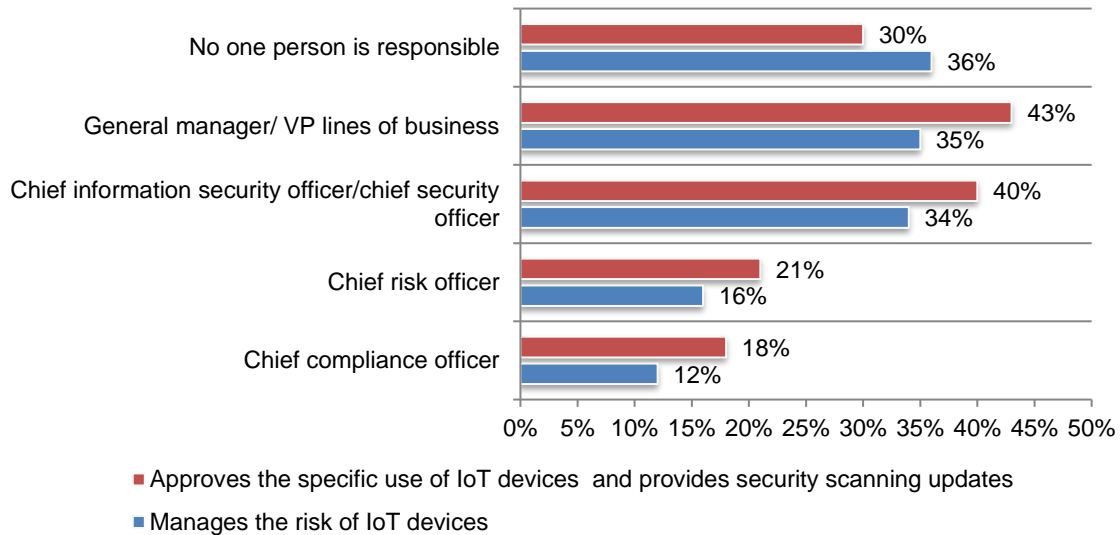 No one person is responsible
30%
36%
General manager/ VP lines of business
43%
35%
Chief information security officer/chief security
officer
40%
34%
Chief risk officer
21%
16%
Chief compliance officer
18%
12%
0% 5% 10% 15% 20% 25% 30% 35% 40% 45% 50%
Approves the specific use of IoT devices  and provides security scanning updates
Manages the risk of IoT devices